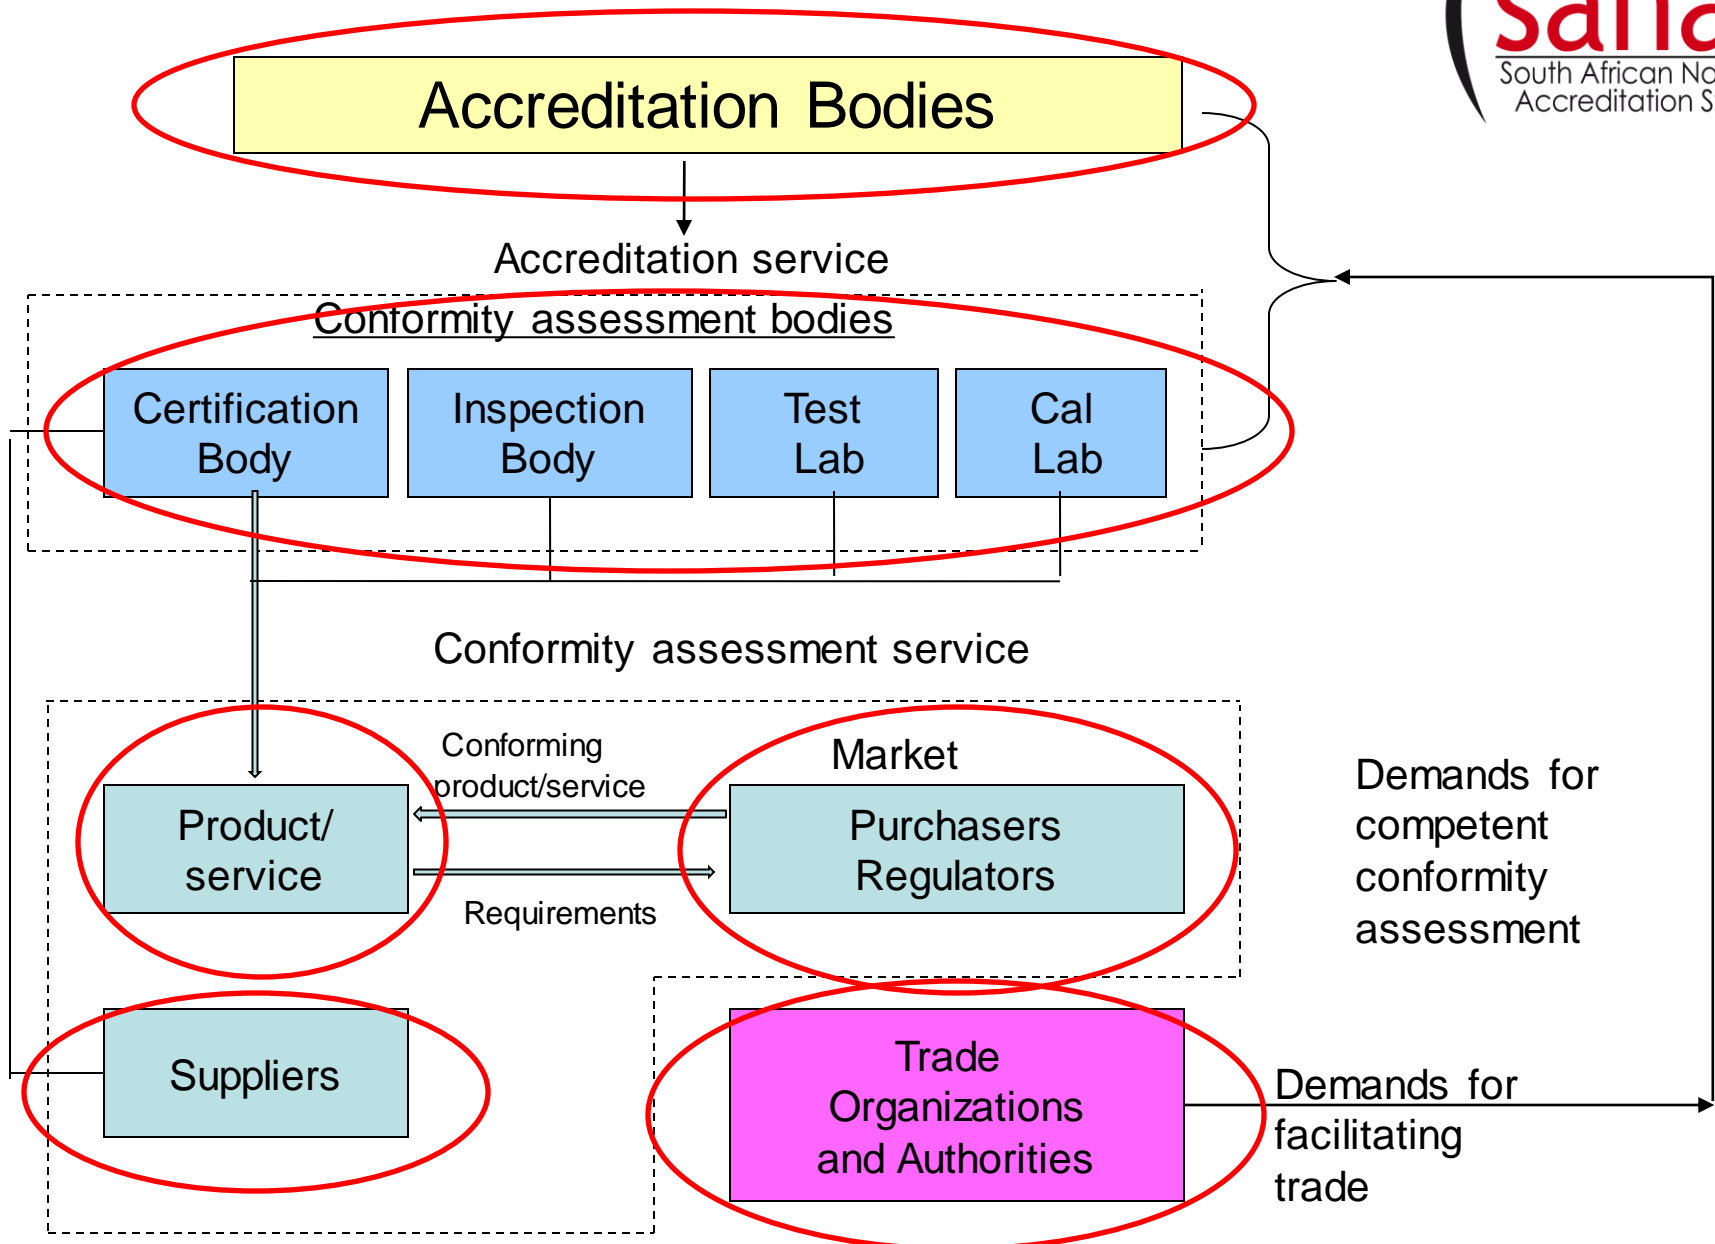 South African
Accreditation
Accreditation Bodies
Accreditation service
Conformity assessment bodies
Certification
Body
Inspection
Body
Test
Lab
Cal
Lab
Conformity assessment service
Conforming
product/service
Market
Product/
service
Purchasers
Regulators
Requirements
Demands for
competent
conformity
assessment
Suppliers
Trade
Organizations
and Authorities
Demands for
facilitating
trade